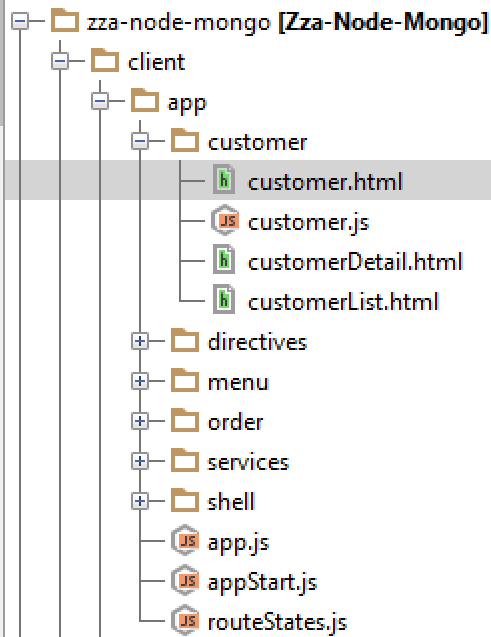 zza-node-mongo [Zza-Node-Mongo]
client
app
customer
customer.html
customer.js
customerDetail.html
customerList.html
directives
menu
order
services
shell
app.js
appStart.js
routeStates.js